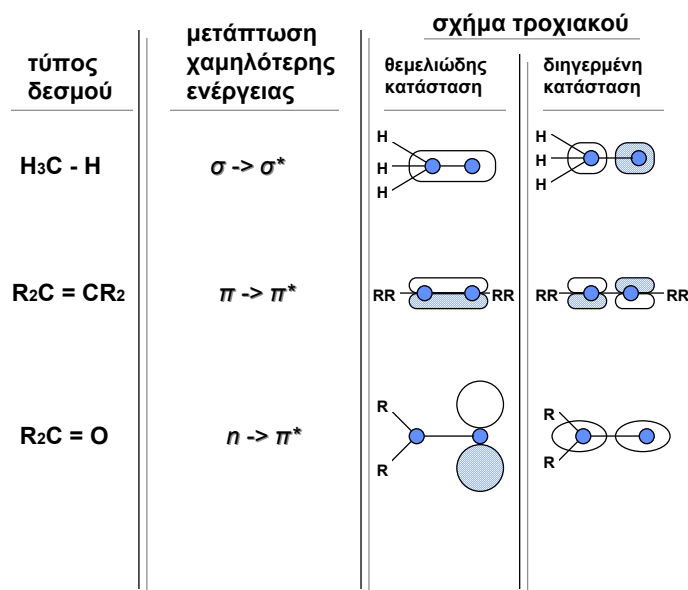 τύπος
δεσμού
μετάπτωση
χαμηλότερης
ενέργειας
σχήμα τροχιακού
θεμελιώδης
κατάσταση
διηγερμένη
κατάσταση
H3C - H
σ -> σ*
H
H
H
H
H
H
R2C = CR2
π -> π*
RR
RR
RR
RR
R2C = O
n -> π*
R
R
R
R